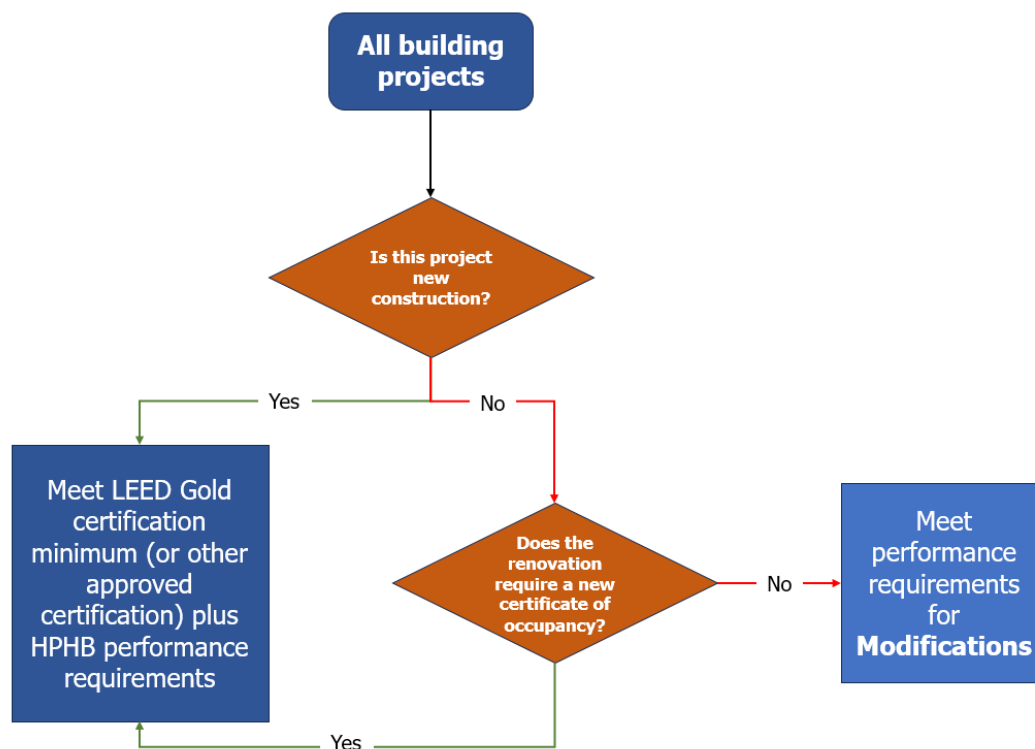 All building
projects
Is this project
new
construction?
Yes
No
Meet LEED Gold
certification
minimum (or other
approved
certification) plus
HPHB performance
requirements
Does the
renovation
require a new
certificate of
occupancy?
No
Meet
performance
requirements
for
Modifications
Yes